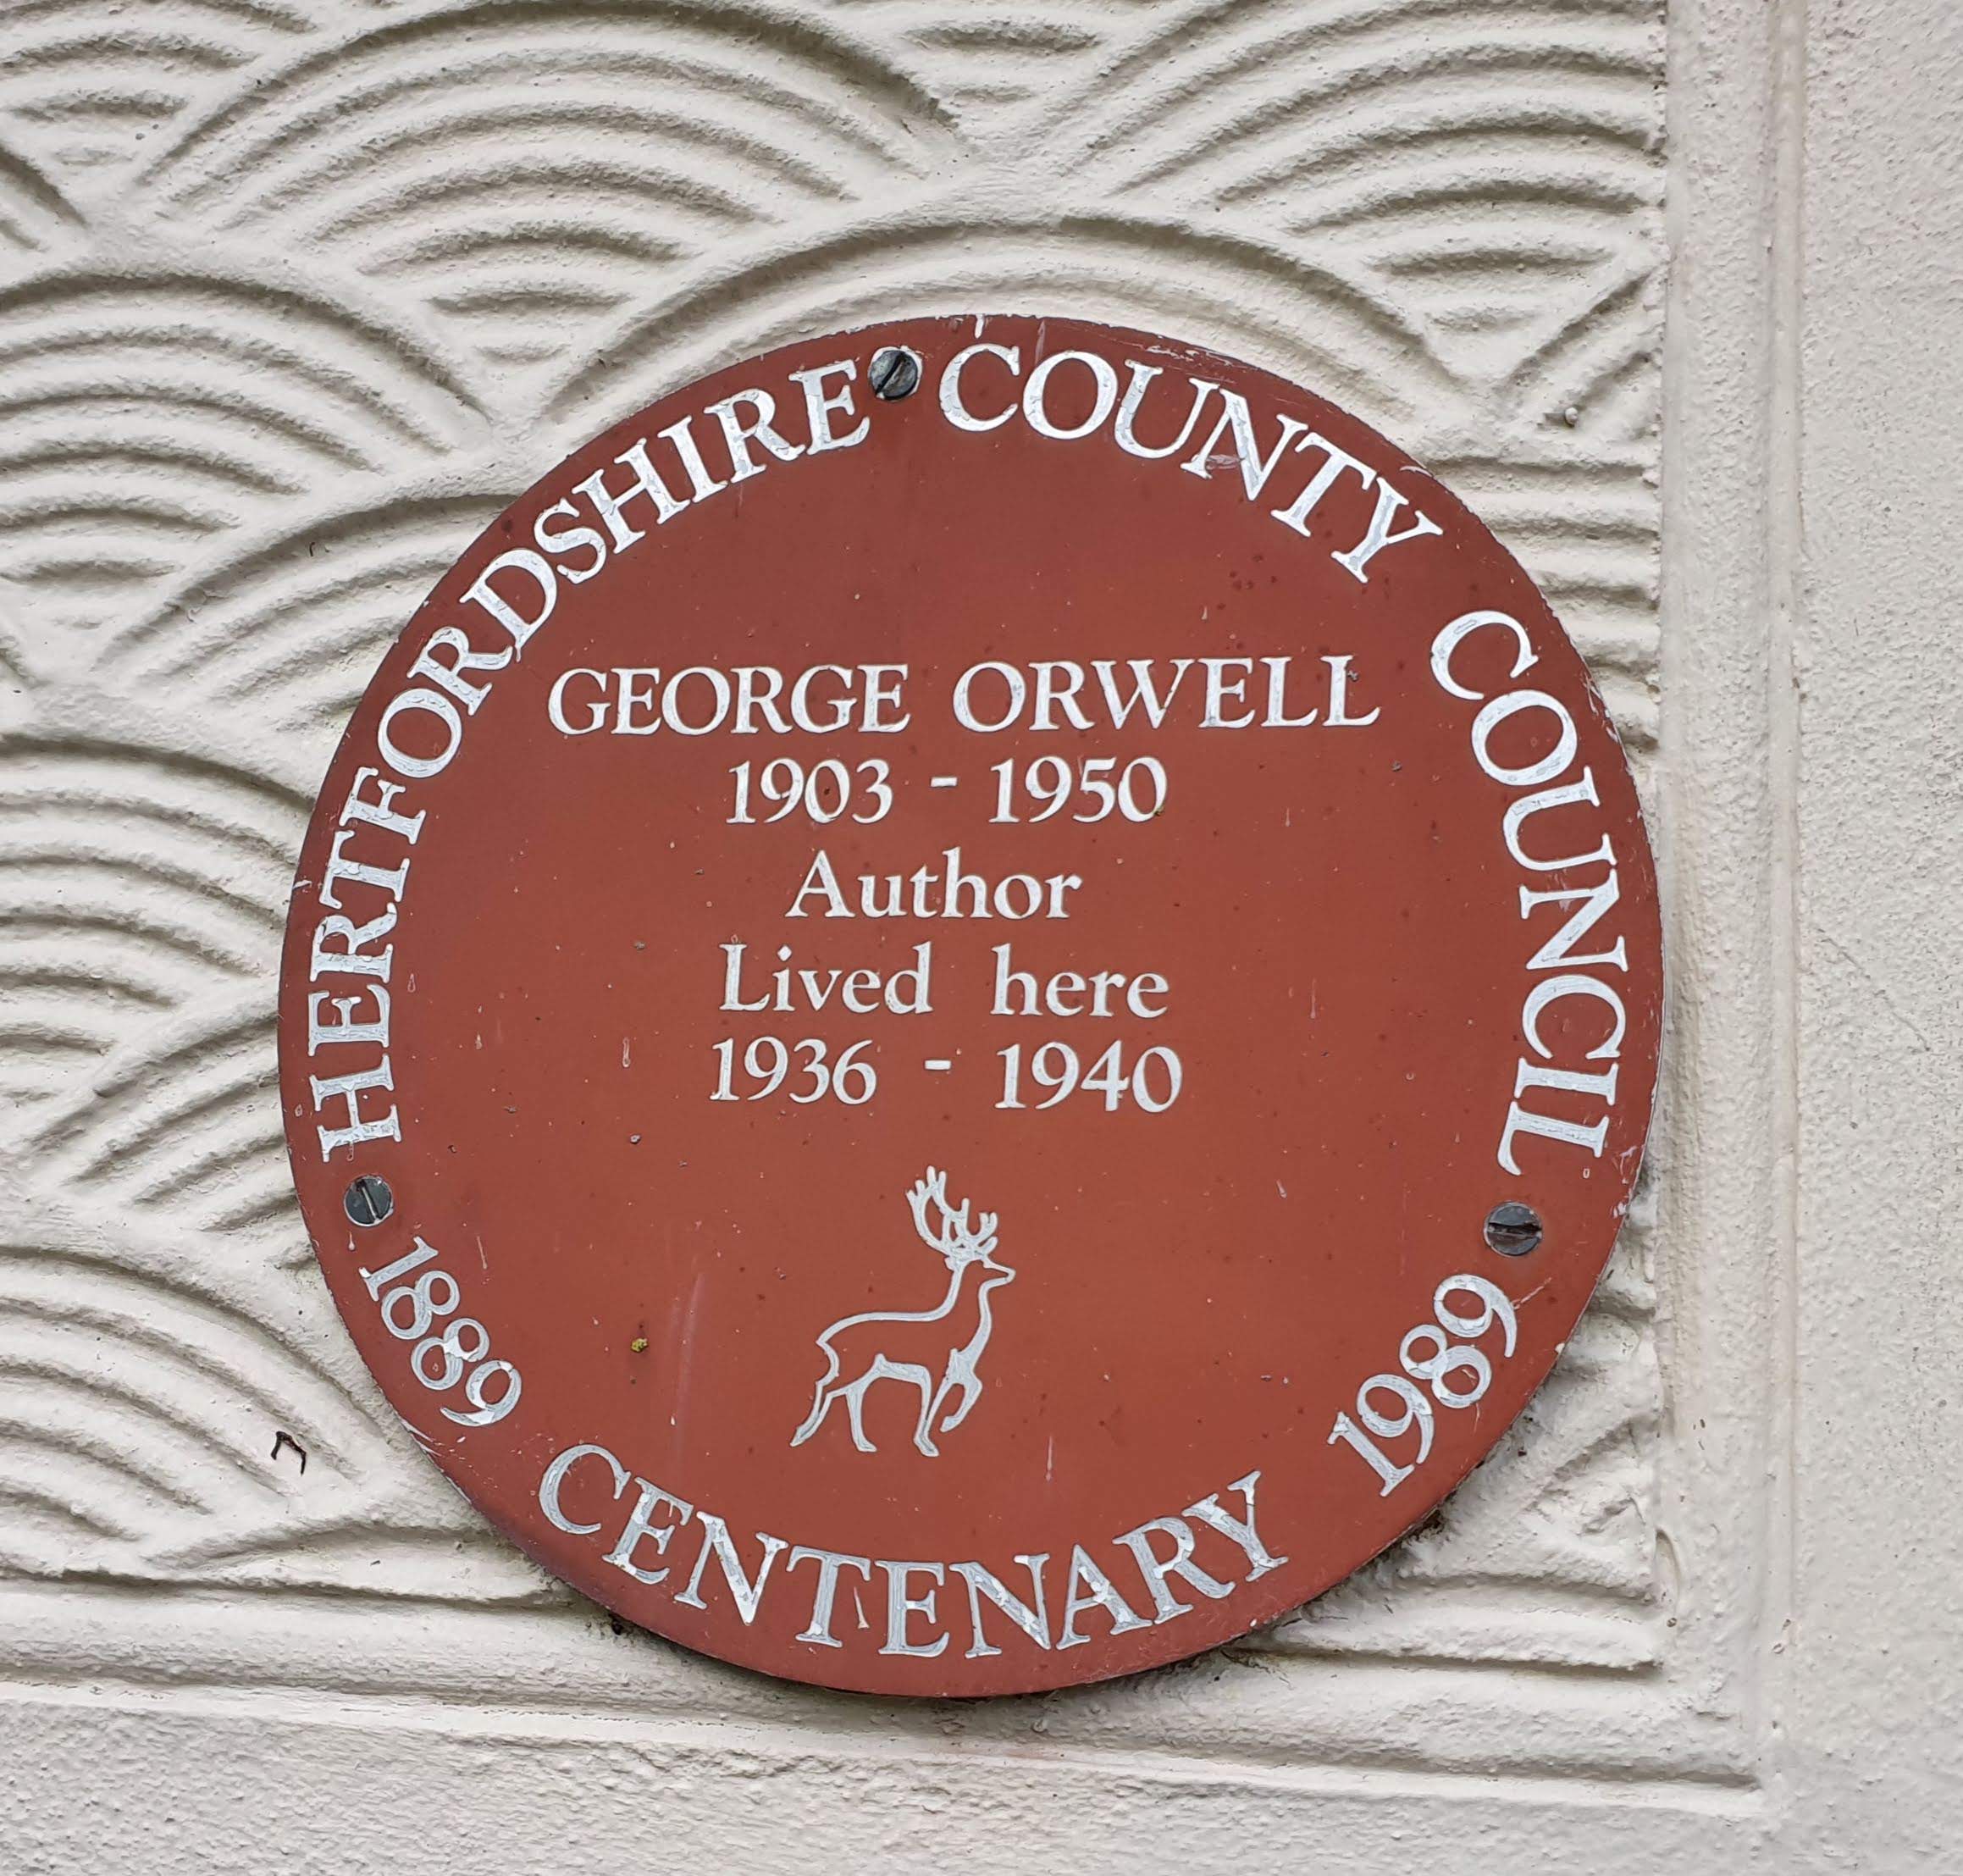 HERTFORDSHIRE COUNTY COUNCIL
GEORGE ORWELL
1903 - 1950
Author
Lived here
1936 - 1940
1889 CENTENARY 1989